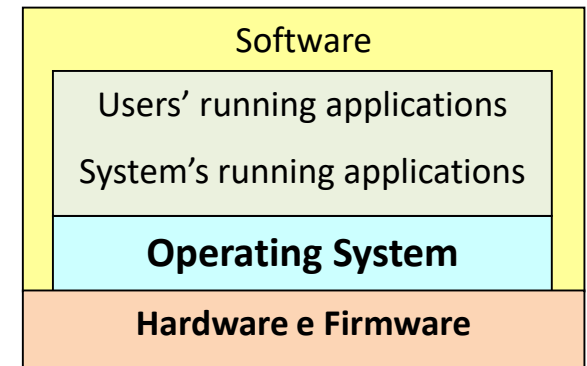 Software
Users’ running applications
System’s running applications
Operating System
Hardware e Firmware